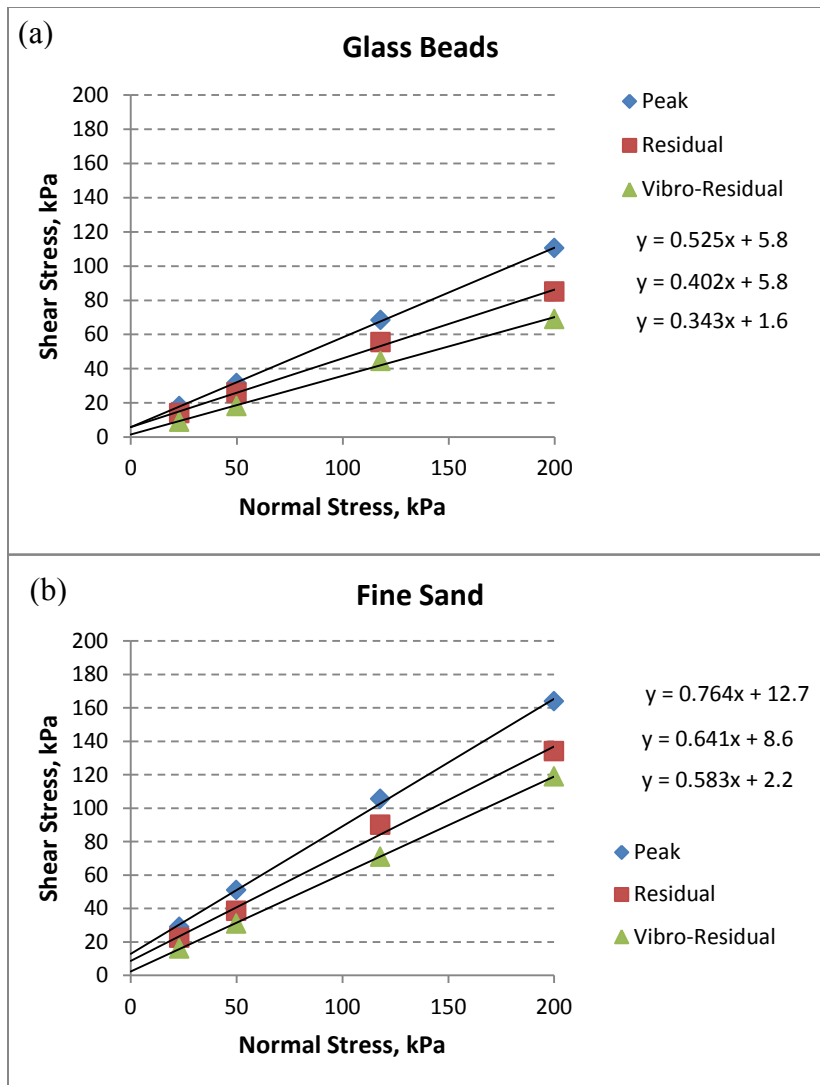 (a)
Glass Beads
200
180
160
140
120
100
80
60
40
20
0
Shear Stress, kPa
0 50 100 150 200
Normal Stress, kPa
Peak
Residual
Vibro-Residual
y = 0.525x + 5.8
y = 0.402x + 5.8
y = 0.343x + 1.6
(b)
Fine Sand
200
180
160
140
120
100
80
60
40
20
0
Shear Stress, kPa
0 50 100 150 200
Normal Stress, kPa
y = 0.764x + 12.7
y = 0.641x + 8.6
y = 0.583x + 2.2
Peak
Residual
Vibro-Residual